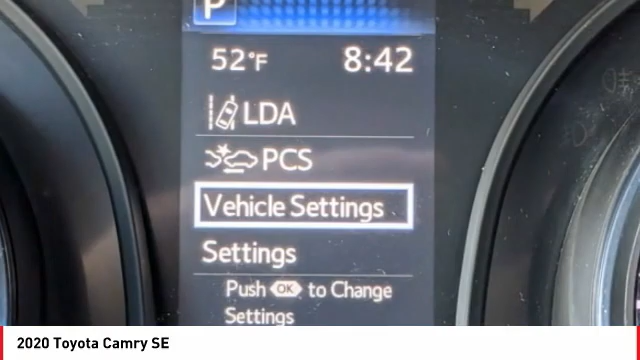 P
52°F 8:42
LDA
PCS
Vehicle Settings
Settings
Push OK to Change
Settings
2020 Toyota Camry SE